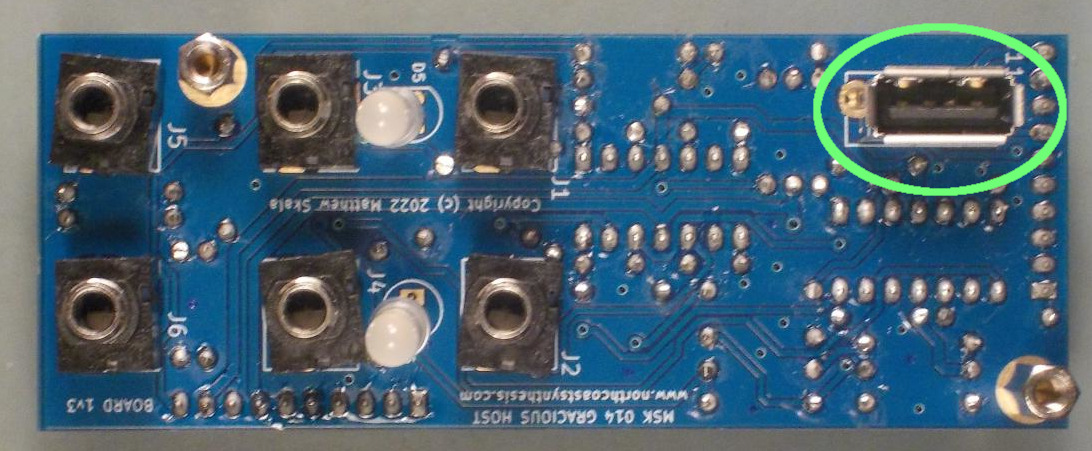 J5
J3
D5
J1
Copyright (c) 2022 Matthew Skala
J4
J6
J2
BOARD 1v3
www.northcoastsynthesis.com
MSK 014 GRACIOUS HOST